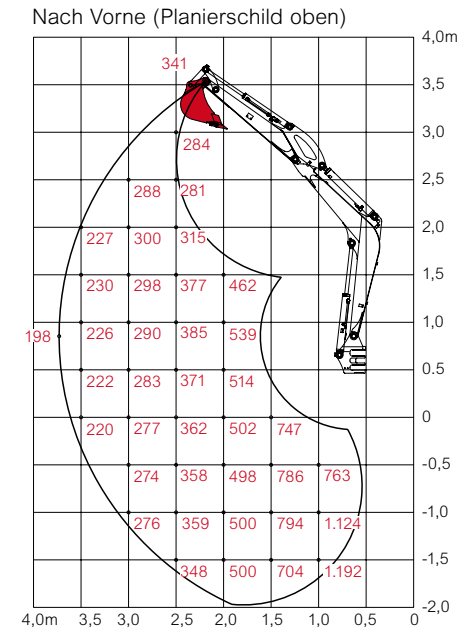 Nach Vorne (Planierschild oben)
4,0m
341
3,5
3,0
284
2,5
288 281
2,0
227 300 315
1,5
230 298 377 462
1,0
198 226 290 385 539
0.5
222 283 371 514
0
220 277 362 502 747
-0,5
274 358 498 786 763
-1,0
276 359 500 794 1.124
-1,5
348 500 704 1.192
-2,0
4,0m 3,5 3,0 2,5 2,0 1,5 1,0 0,5 0